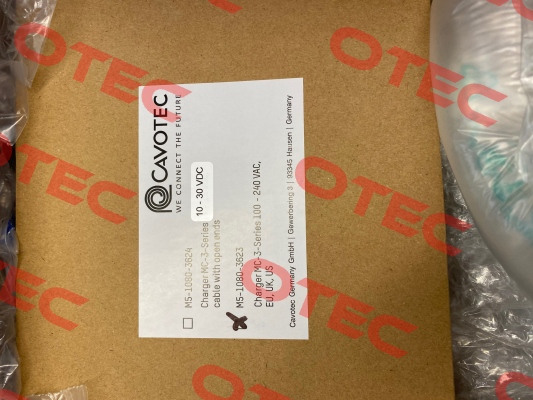 CAVOTEC
WE CONNECT THE FUTURE
M5-1080-3624
Charger MC-3-Series 10 - 30 VDC
cable with open ends
M5-1080-3623
Charger MC-3-Series 100 - 240 VAC,
EU, UK, US
Cavotec Germany GmbH | Gewerbering 3 | 93345 Hausen | Germany
OTEC
OTEC
OTEC
OTEC
OTEC
OTEC
OTEC
OTEC